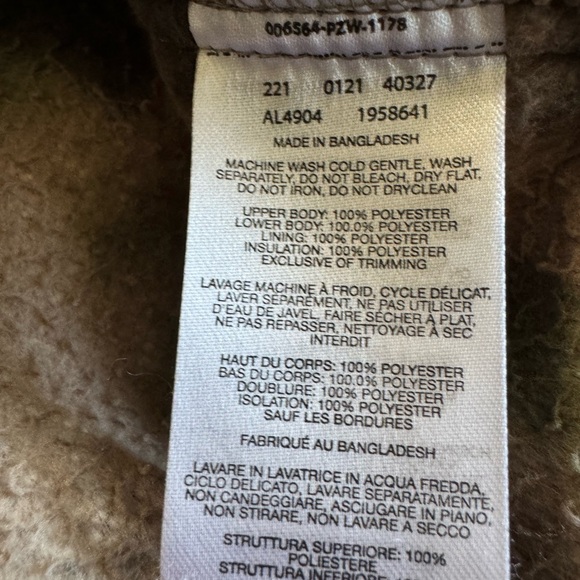 006564-PZW-1178
221 0121 40327
AL4904 1958641
MADE IN BANGLADESH
MACHINE WASH COLD GENTLE, WASH
SEPARATELY, DO NOT BLEACH, DRY FLAT,
DO NOT IRON, DO NOT DRYCLEAN
UPPER BODY: 100% POLYESTER
LOWER BODY: 100.0% POLYESTER
LINING: 100% POLYESTER
INSULATION: 100% POLYESTER
EXCLUSIVE OF TRIMMING
LAVAGE MACHINE À FROID, CYCLE DÉLICAT,
LAVER SÉPARÉMENT, NE PAS UTILISER
D'EAU DE JAVEL, FAIRE SÉCHER À PLAT,
NE PAS REPASSER, NETTOYAGE À SEC
INTERDIT
HAUT DU CORPS: 100% POLYESTER
BAS DU CORPS: 100.0% POLYESTER
DOUBLURE: 100% POLYESTER
ISOLATION: 100% POLYESTER
SAUF LES BORDURES
FABRIQUÉ AU BANGLADESH
LAVARE IN LAVATRICE IN ACQUA FREDDA,
CICLO DELICATO, LAVARE SEPARATAMENTE,
NON CANDEGGIARE, ASCIUGARE IN PIANO,
NON STIRARE, NON LAVARE A SECCO
STRUTTURA SUPERIORE: 100%
POLIESTERE
STRUTTURA INFERIORE